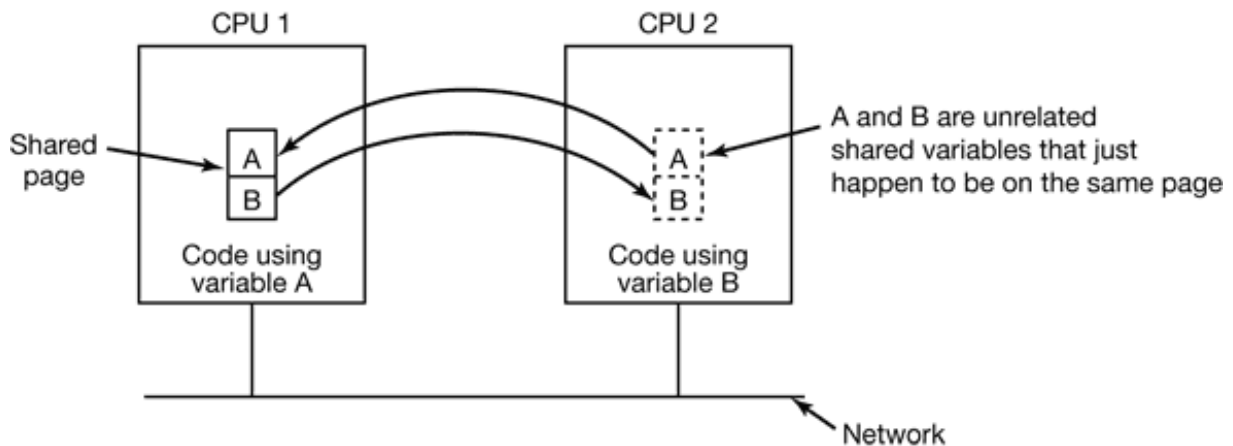 CPU 1
CPU 2
Shared
page
A
B
Code using
variable A
A
B
Code using
variable B
A and B are unrelated
shared variables that just
happen to be on the same page
Network